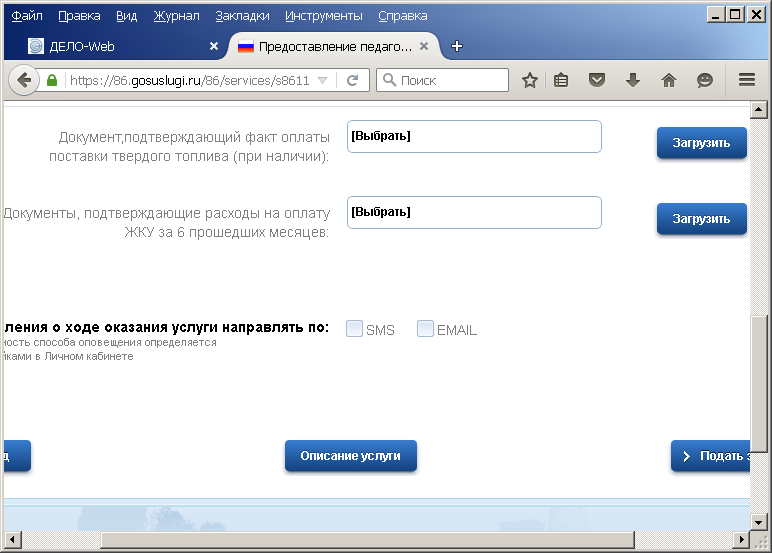 Файл Правка Вид Журнал Закладки Инструменты Справка
ДЕЛО-Web
Предоставление педаго...
https://86.gosuslugi.ru/86/services/s8611
Поиск
Документ,подтверждающий факт оплаты
поставки твердого топлива (при наличии):
[Выбрать]
Загрузить
Документы, подтверждающие расходы на оплату
ЖКУ за 6 прошедших месяцев:
[Выбрать]
Загрузить
ления о ходе оказания услуги направлять по:
SMS
EMAIL
ность способа оповещения определяется
йками в Личном кабинете
д
Описание услуги
Подать з